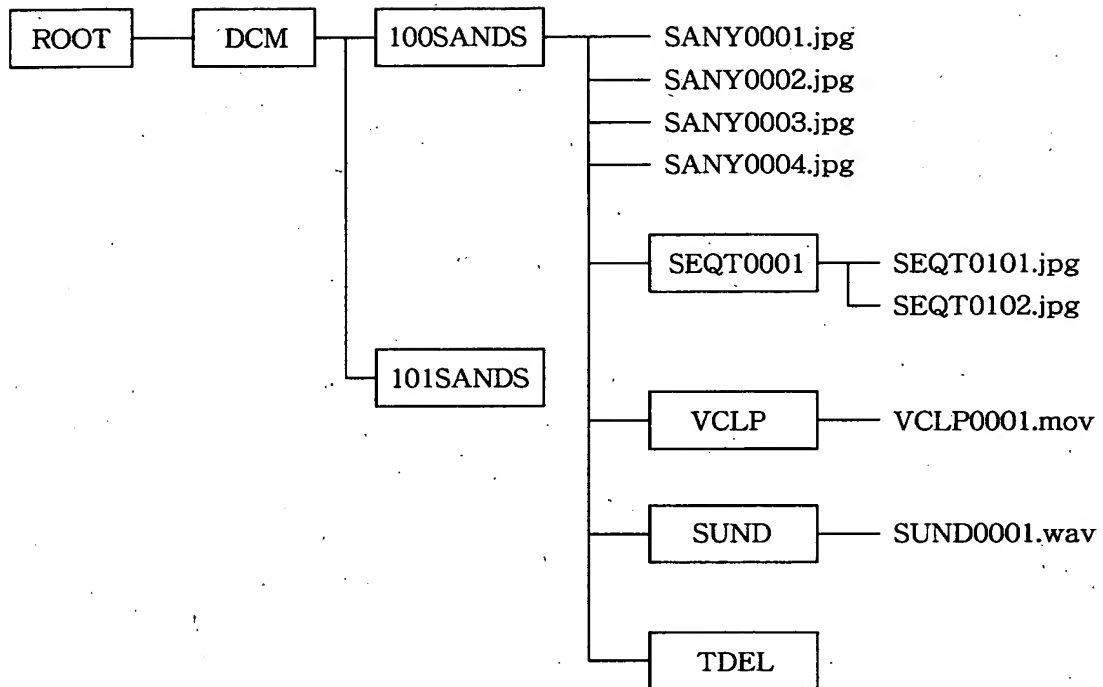 ROOT DCM 100SANDS SANY0001.jpg
SANY0002.jpg
SANY0003.jpg
SANY0004.jpg
SEQT0001 SEQT0101.jpg
SEQT0102.jpg
101SANDS
VCLP VCLP0001.mov
SUND SUND0001.wav
TDEL